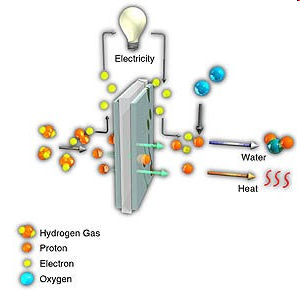 Electricity
Water
Heat
Hydrogen Gas
Proton
Electron
Oxygen